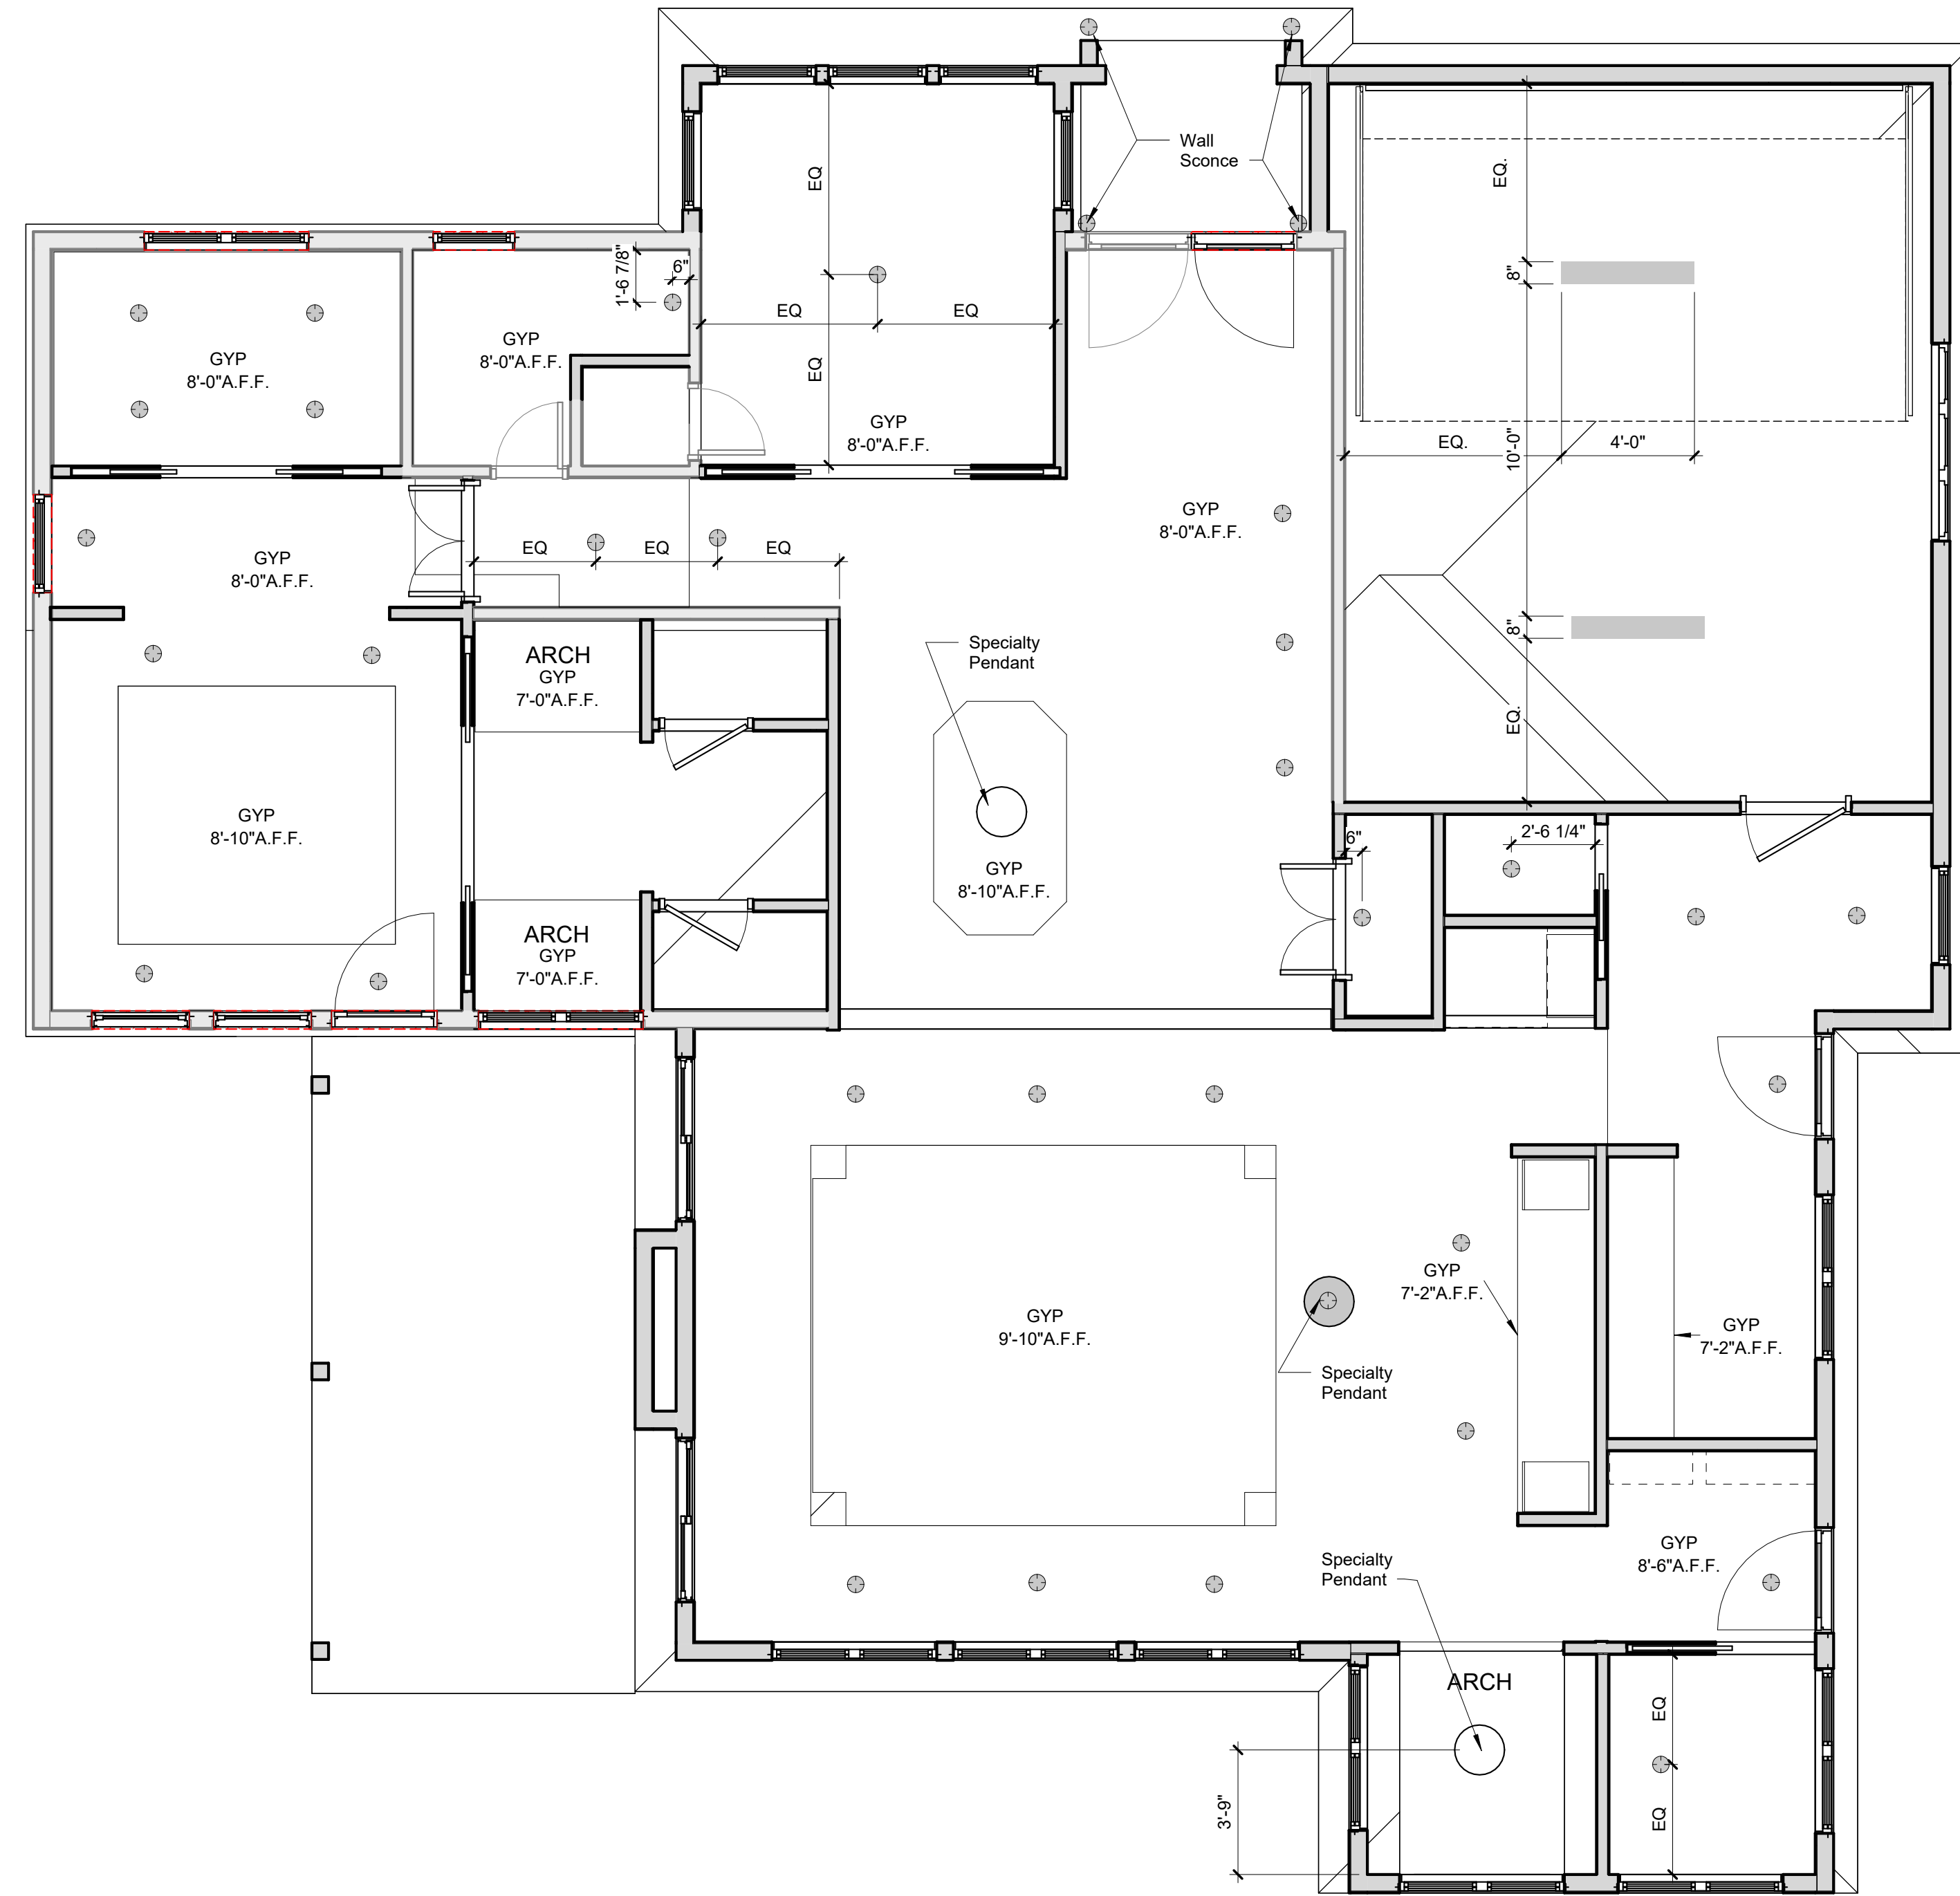 Wall
Sconce
EQ
EQ.
1'-6 7/8"
6"
8"
GYP
8'-0"A.F.F.
GYP
8'-0"A.F.F.
EQ
EQ
EQ
GYP
8'-0"A.F.F.
EQ.
4'-0"
10'-0"
GYP
8'-0"A.F.F.
GYP
8'-0"A.F.F.
EQ
EQ
EQ
8"
ARCH
GYP
7'-0"A.F.F.
Specialty
Pendant
EQ.
GYP
8'-10"A.F.F.
GYP
8'-10"A.F.F.
6"
2'-6 1/4"
ARCH
GYP
7'-0"A.F.F.
GYP
7'-2"A.F.F.
GYP
9'-10"A.F.F.
GYP
7'-2"A.F.F.
Specialty
Pendant
GYP
8'-6"A.F.F.
Specialty
Pendant
ARCH
EQ
3'-9"
EQ